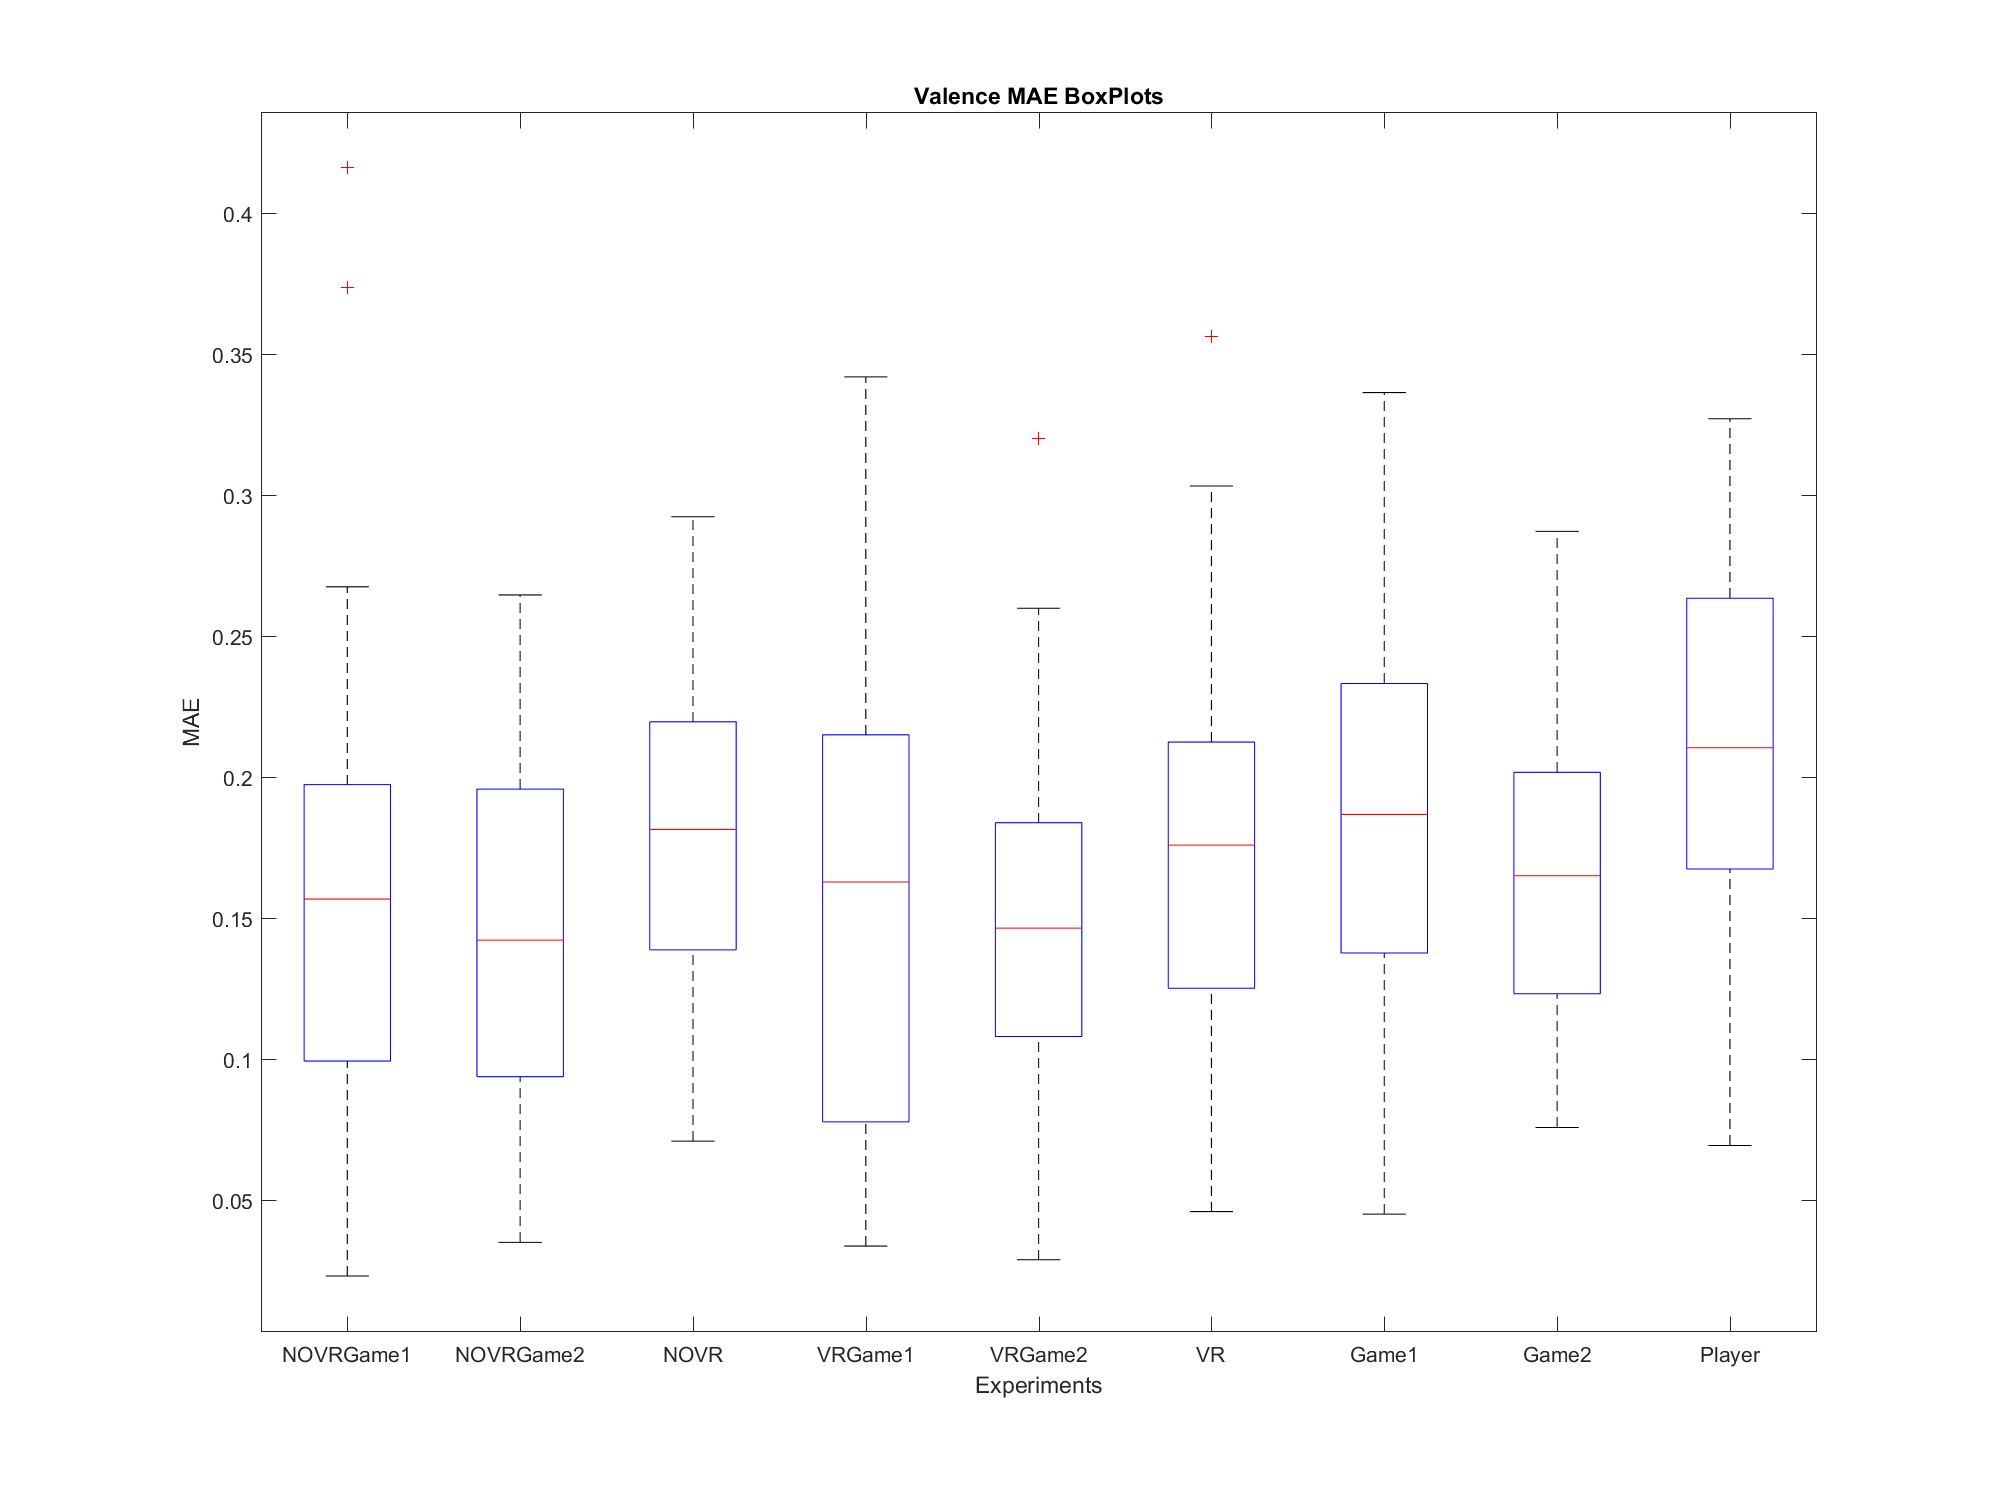 Valence MAE BoxPlots
0.4
0.35
0.3
0.25
0.2
0.15
0.1
0.05
MAE
NOVRGame1 NOVRGame2 NOVR VRGame1 VRGame2 VR Game1 Game2 Player
Experiments